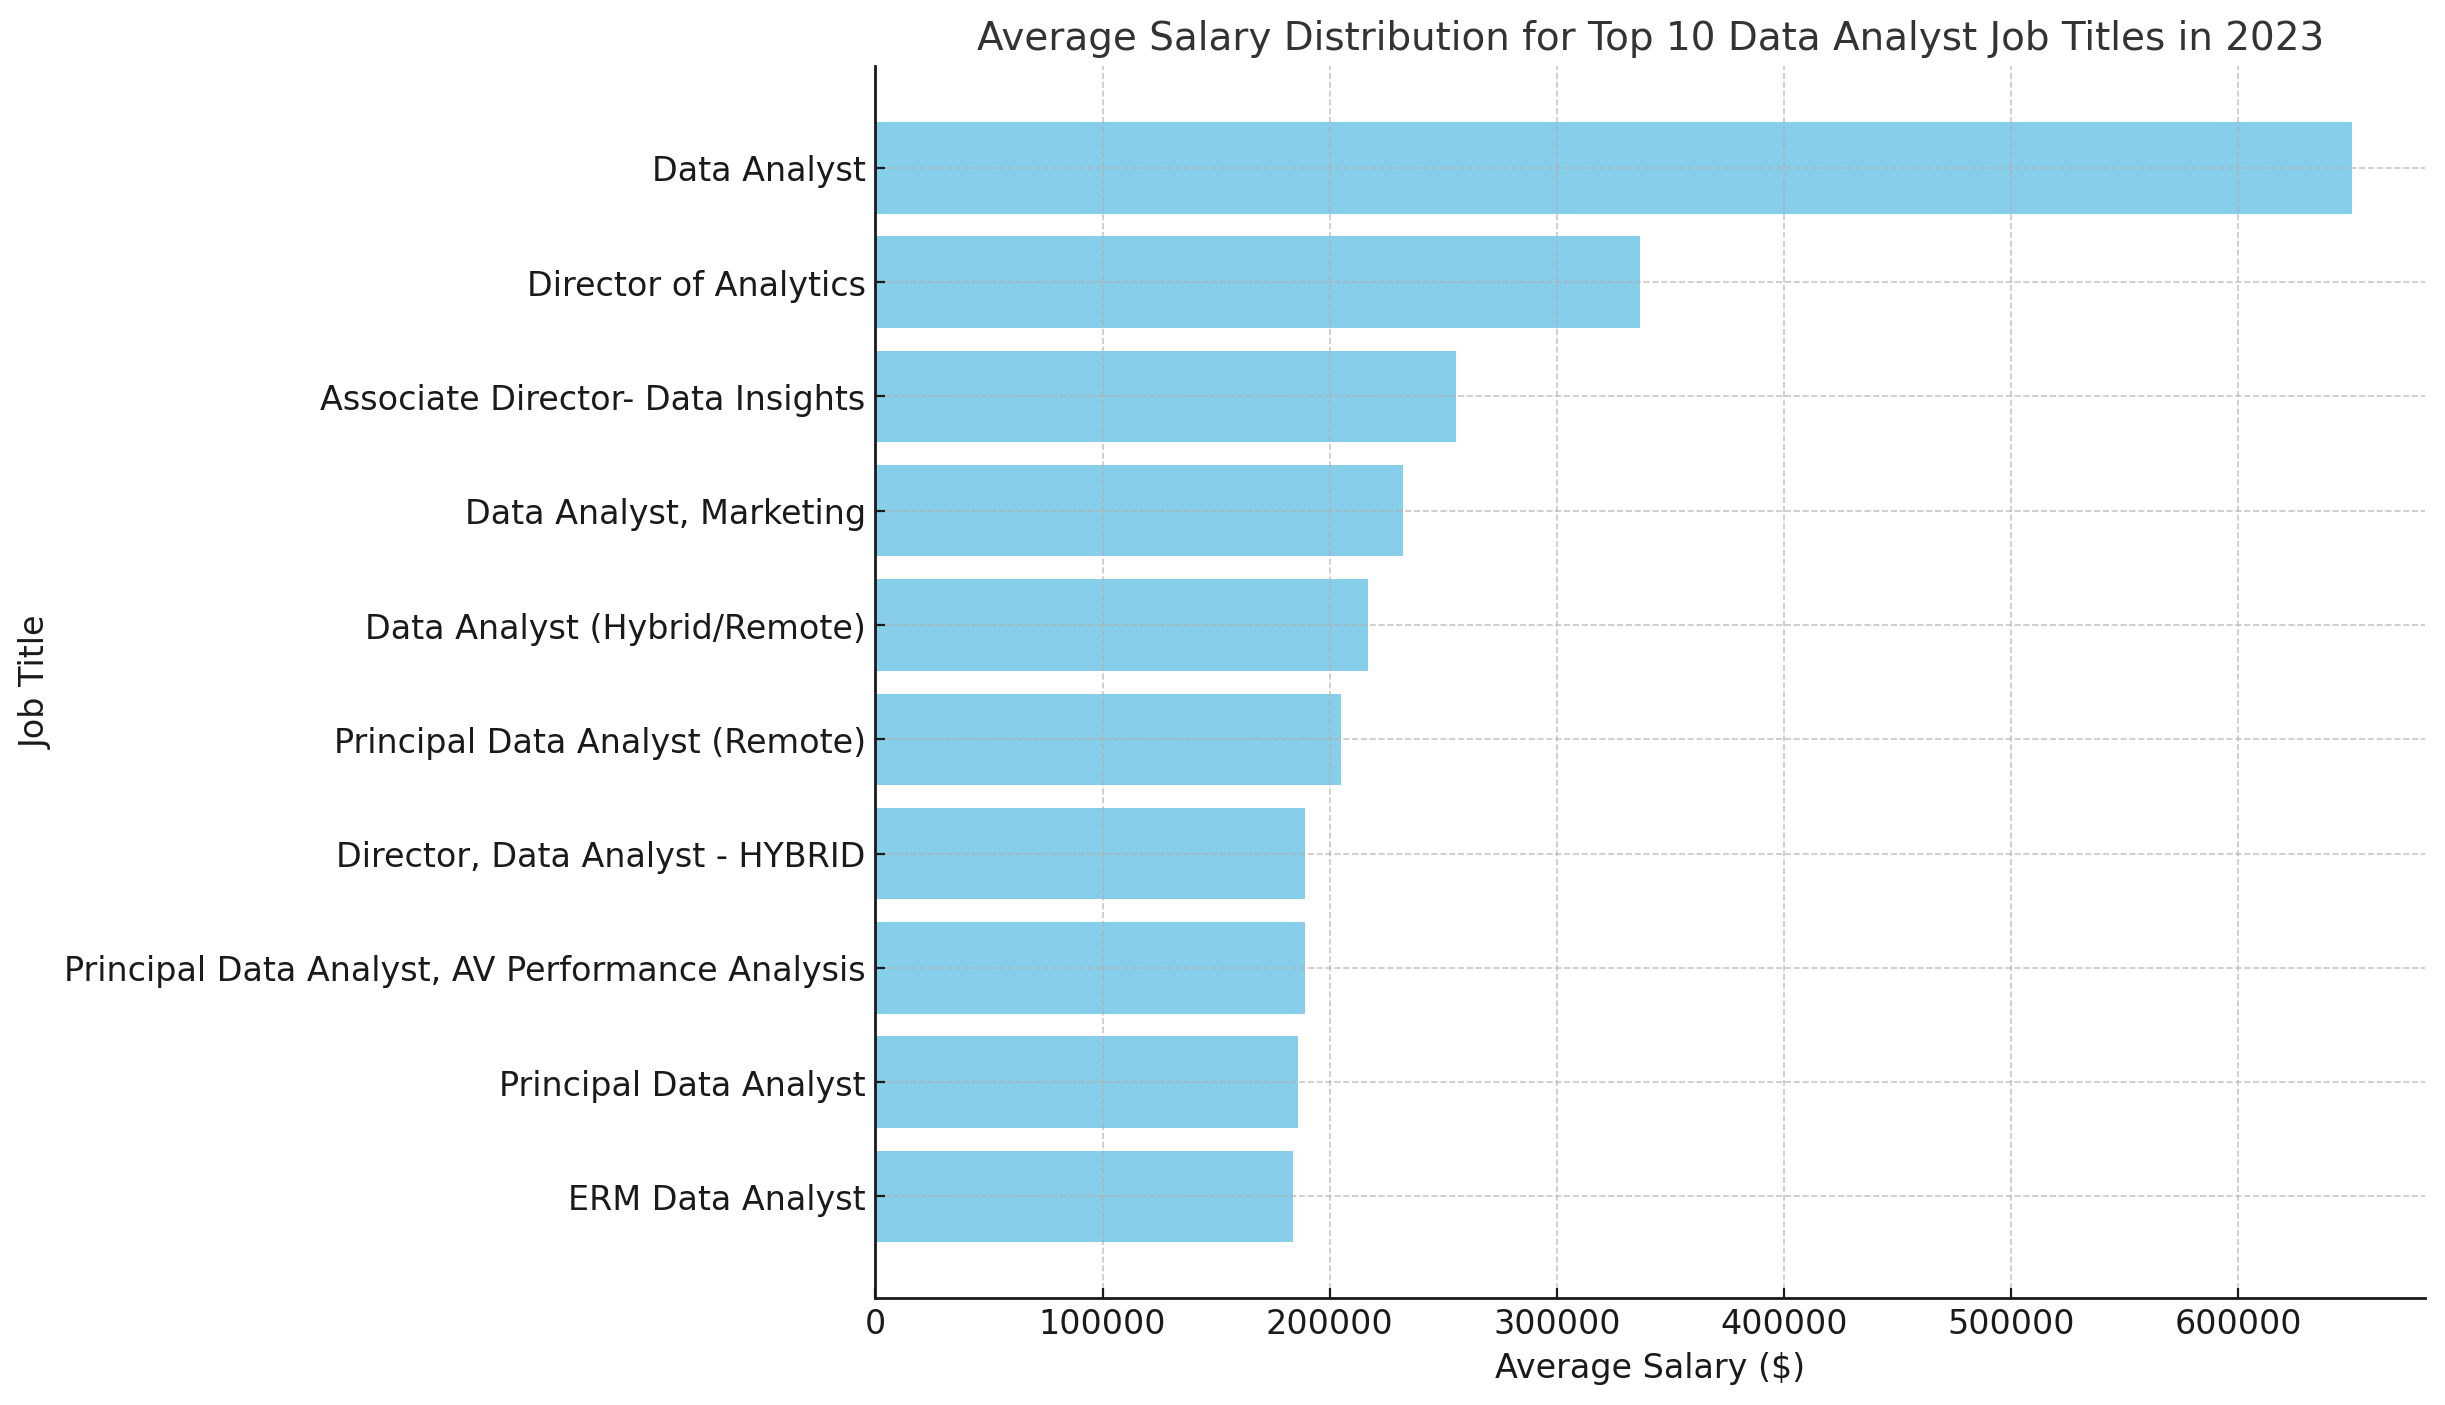 Average Salary Distribution for Top 10 Data Analyst Job Titles in 2023
Job Title
Data Analyst
Director of Analytics
Associate Director- Data Insights
Data Analyst, Marketing
Data Analyst (Hybrid/Remote)
Principal Data Analyst (Remote)
Director, Data Analyst - HYBRID
Principal Data Analyst, AV Performance Analysis
Principal Data Analyst
ERM Data Analyst
0 100000 200000 300000 400000 500000 600000
Average Salary ($)